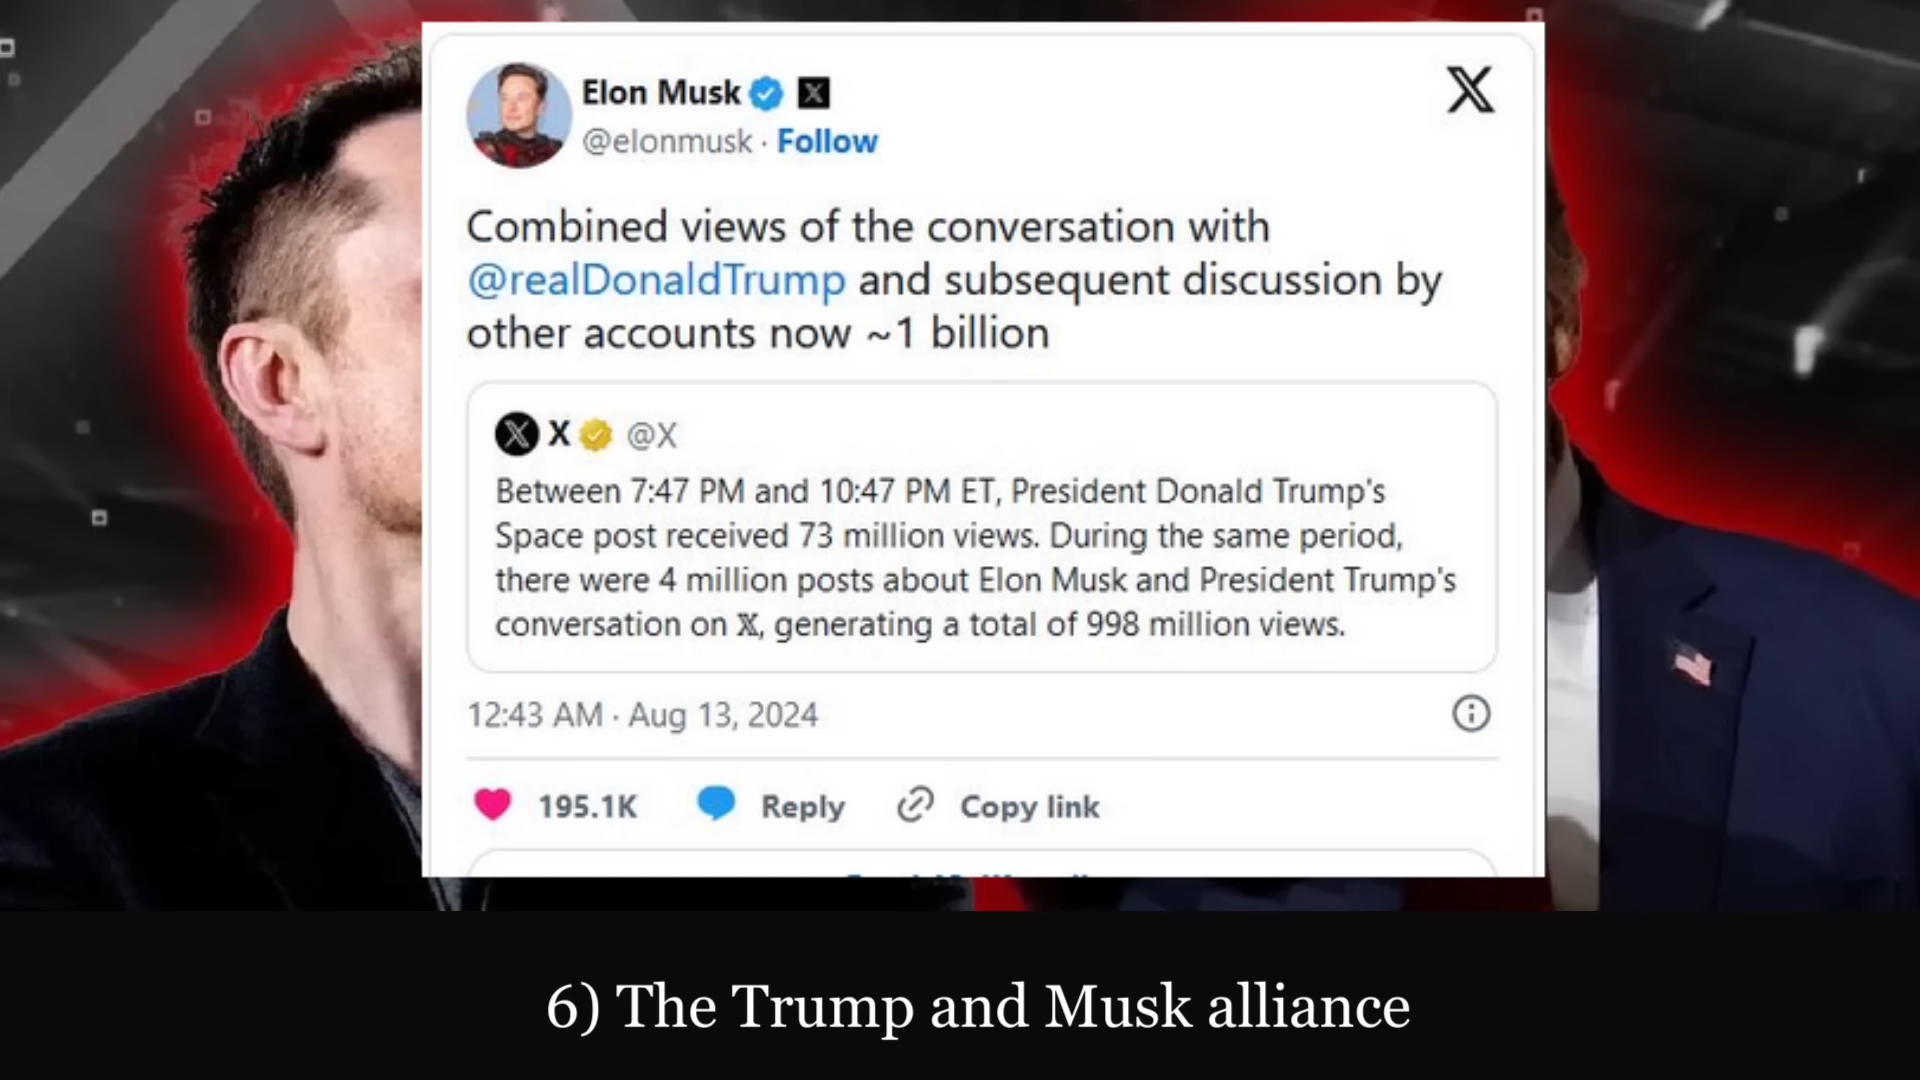 Elon Musk
@elonmusk · Follow
Combined views of the conversation with
@realDonaldTrump and subsequent discussion by
other accounts now ~1 billion
X @X
Between 7:47 PM and 10:47 PM ET, President Donald Trump's
Space post received 73 million views. During the same period,
there were 4 million posts about Elon Musk and President Trump's
conversation on 𝕏, generating a total of 998 million views.
12:43 AM · Aug 13, 2024
195.1K Reply Copy link
6) The Trump and Musk alliance